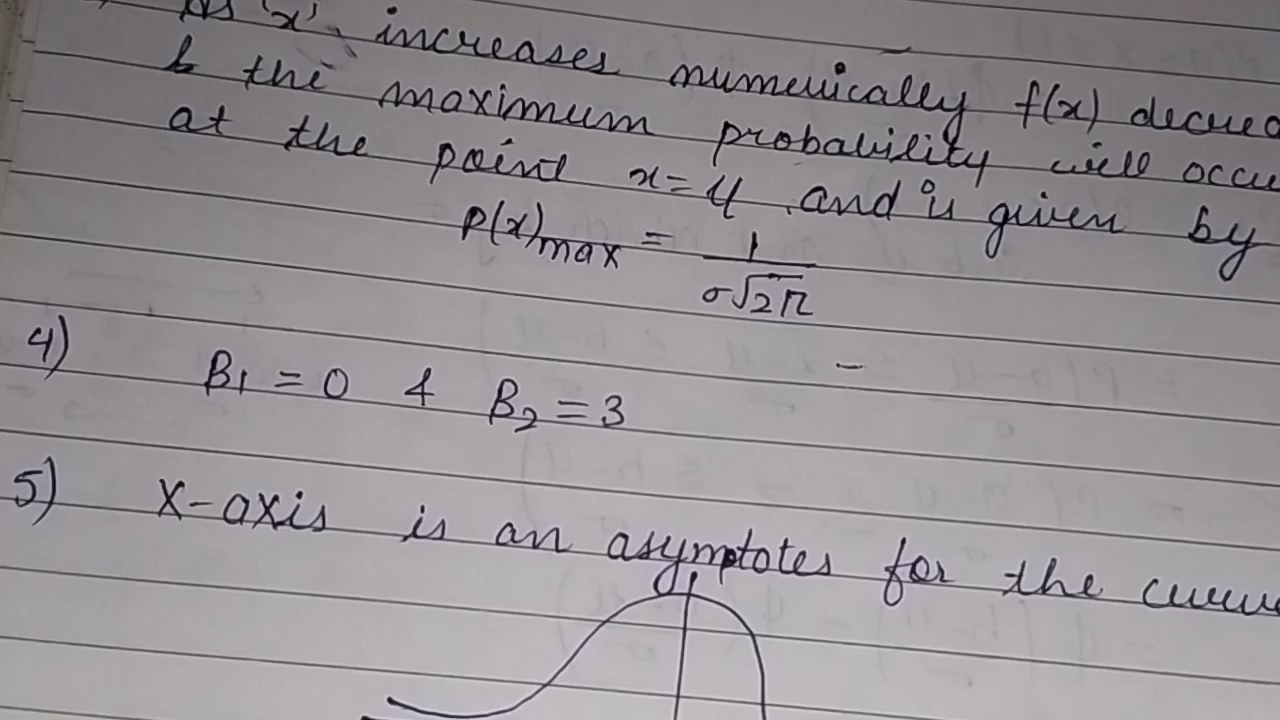 As 'x' increases numerically f(x) decrea
& the maximum probability will occu
at the point x=μ and is given by
P(x)max = 1/σ√2π
4) β1 = 0 & β2 = 3
5) X-axis is an asymptotes for the curve